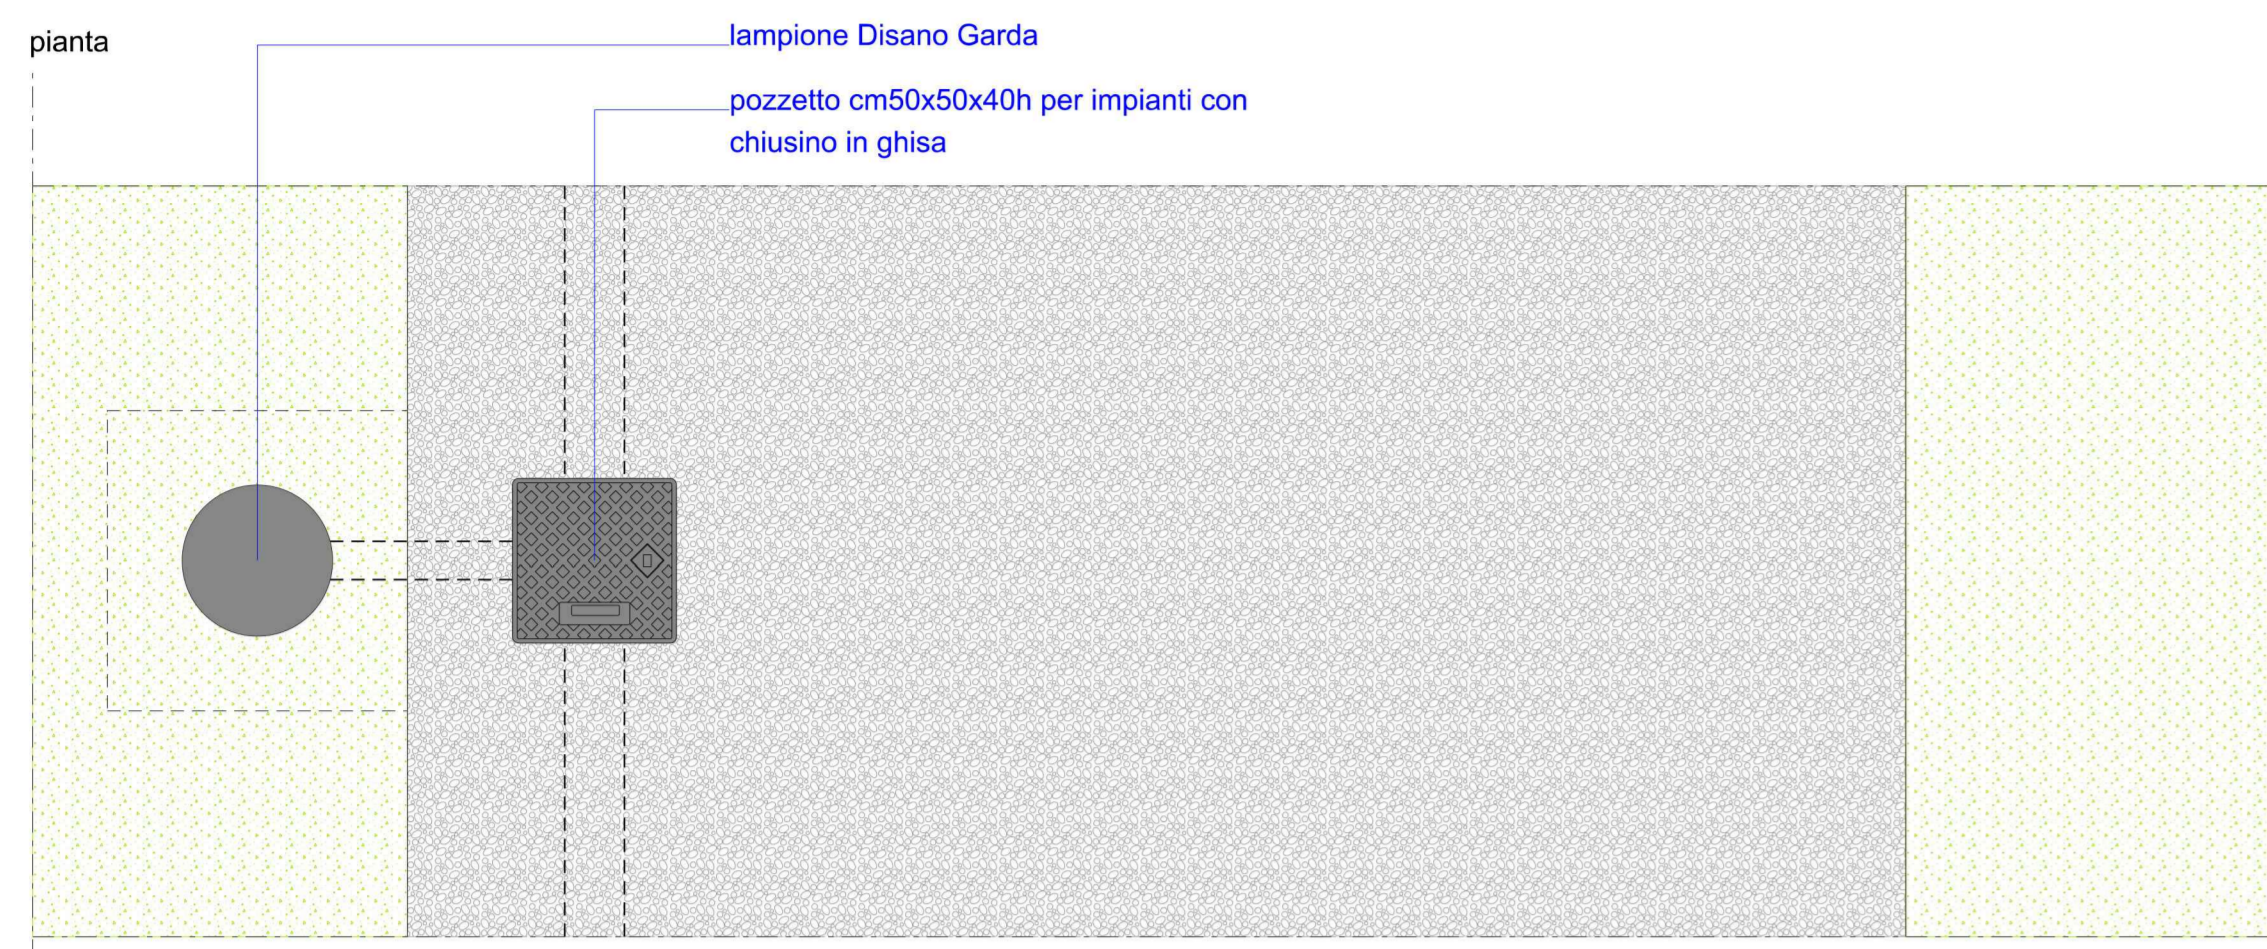 pianta
lampione Disano Garda
pozzetto cm50x50x40h per impianti con
chiusino in ghisa